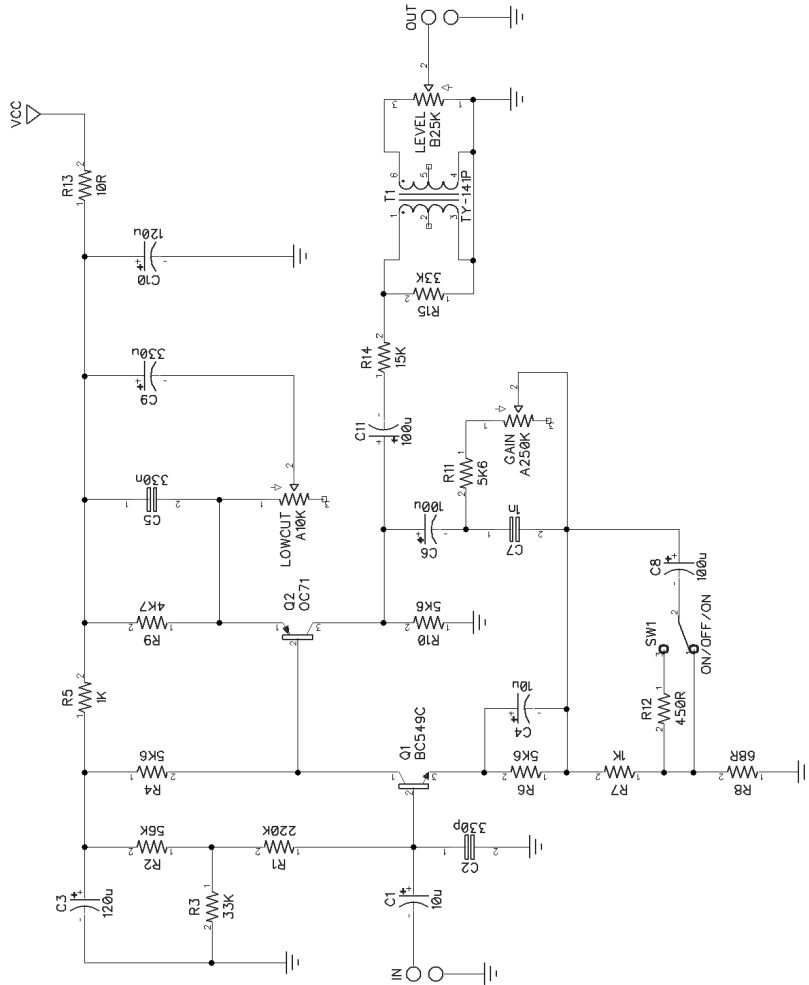 C3
120u
R5
1K
R13
10R
VCC
R2
56K
R4
5K6
R9
4K7
C5
330n
C9
330u
C10
120u
R3
33K
R1
220K
Q2
OC71
LOWCUT
A10K
C1
10u
IN
C2
330p
Q1
BC549C
R10
5K6
C11
100u
R14
15K
R15
33K
T1
TY-141P
LEVEL
B25K
OUT
C6
100u
R11
5K6
GAIN
A250K
C7
1n
R6
5K6
C4
10u
R7
1K
R12
450R
SW1
ON/OFF/ON
C8
100u
R8
68R